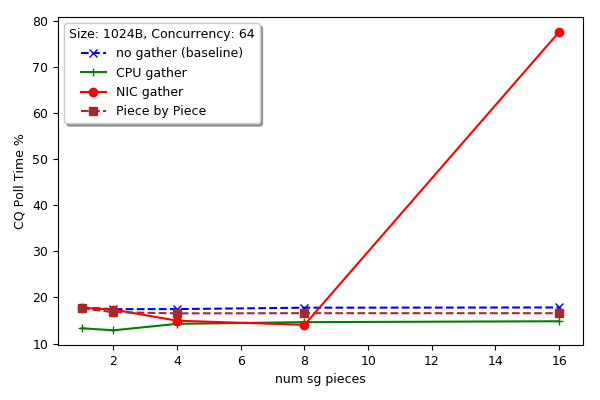 Size: 1024B, Concurrency: 64
no gather (baseline)
CPU gather
NIC gather
Piece by Piece
CQ Poll Time %
80
70
60
50
40
30
20
10
2
4
6
8
10
12
14
16
num sg pieces